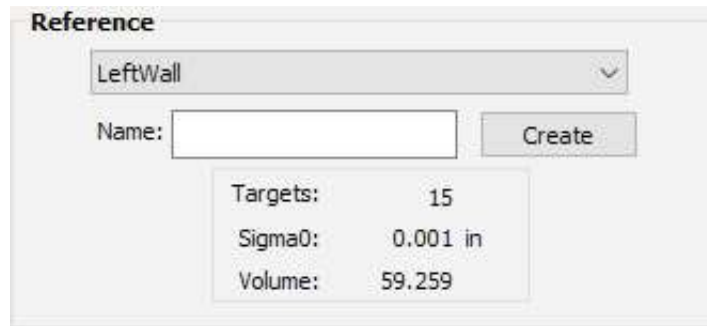 Reference
LeftWall
Name: Create
Targets: 15
Sigma0: 0.001 in
Volume: 59.259